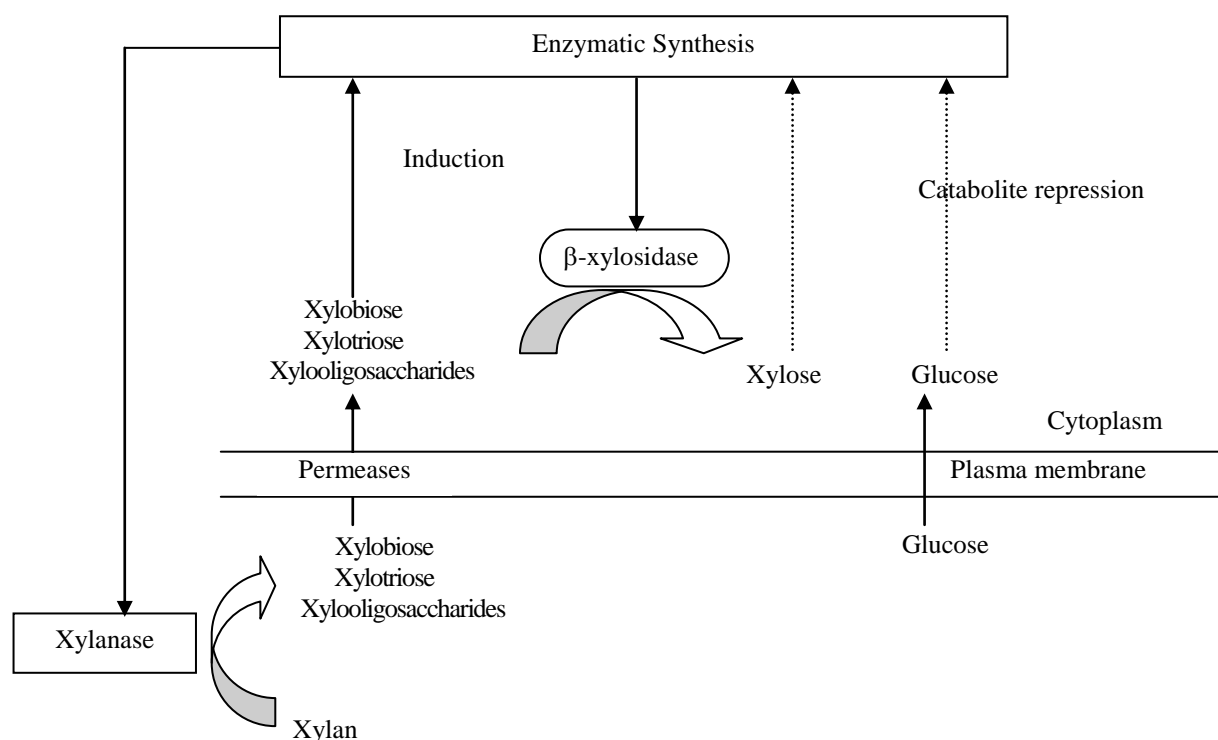 Enzymatic Synthesis
Induction
Catabolite repression
β-xylosidase
Xylobiose
Xylotriose
Xylooligosaccharides
Xylose
Glucose
Cytoplasm
Permeases
Plasma membrane
Xylobiose
Xylotriose
Xylooligosaccharides
Glucose
Xylanase
Xylan